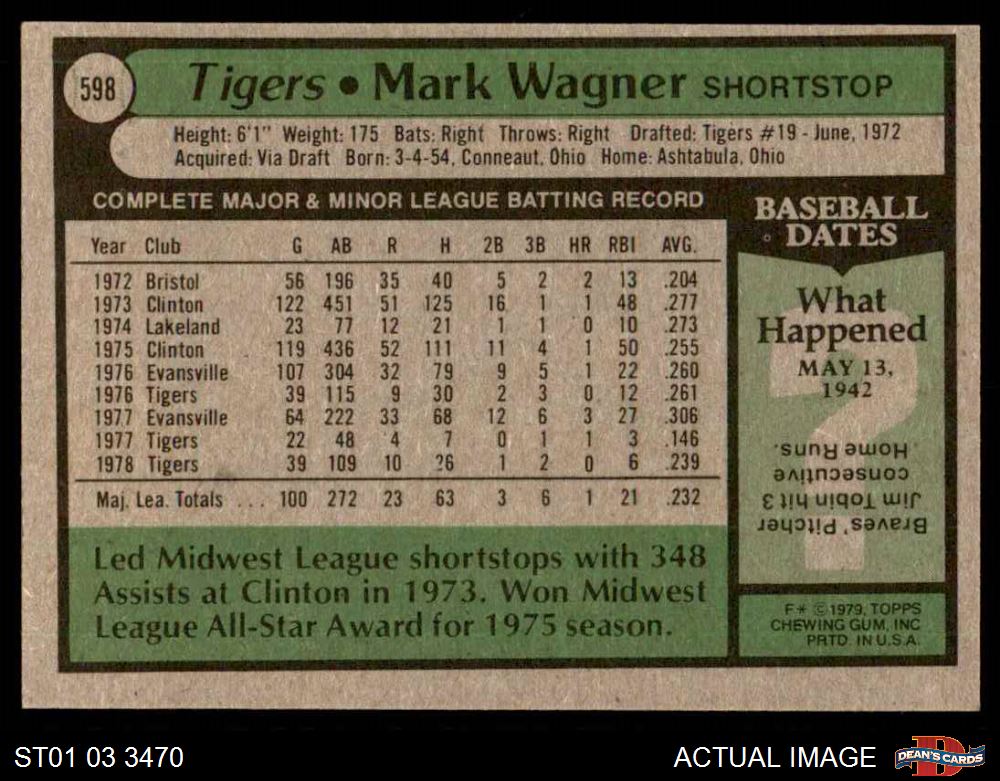 598
Tigers • Mark Wagner SHORTSTOP
Height: 6'1" Weight: 175 Bats: Right Throws: Right Drafted: Tigers #19 - June, 1972
Acquired: Via Draft Born: 3-4-54, Conneaut, Ohio Home: Ashtabula, Ohio
COMPLETE MAJOR & MINOR LEAGUE BATTING RECORD
Year Club G AB R H 2B 3B HR RBI AVG.
1972 Bristol 56 196 35 40 5 2 2 13 .204
1973 Clinton 122 451 51 125 16 1 1 48 .277
1974 Lakeland 23 77 12 21 1 1 0 10 .273
1975 Clinton 119 436 52 111 11 4 1 50 .255
1976 Evansville 107 304 32 79 9 5 1 22 .260
1976 Tigers 39 115 9 30 2 3 0 12 .261
1977 Evansville 64 222 33 68 12 6 3 27 .306
1977 Tigers 22 48 4 7 0 1 1 3 .146
1978 Tigers 39 109 10 26 1 2 0 6 .239
Maj. Lea. Totals ... 100 272 23 63 3 6 1 21 .232
Led Midwest League shortstops with 348
Assists at Clinton in 1973. Won Midwest
League All-Star Award for 1975 season.
BASEBALL
DATES
What
Happened
MAY 13,
1942
?
Braves' Pitcher
Jim Tobin hit 3
consecutive
Home Runs.
F* © 1979, TOPPS
CHEWING GUM, INC
PRTD. IN U.S.A.
ST01 03 3470
ACTUAL IMAGE
D
DEAN'S CARDS